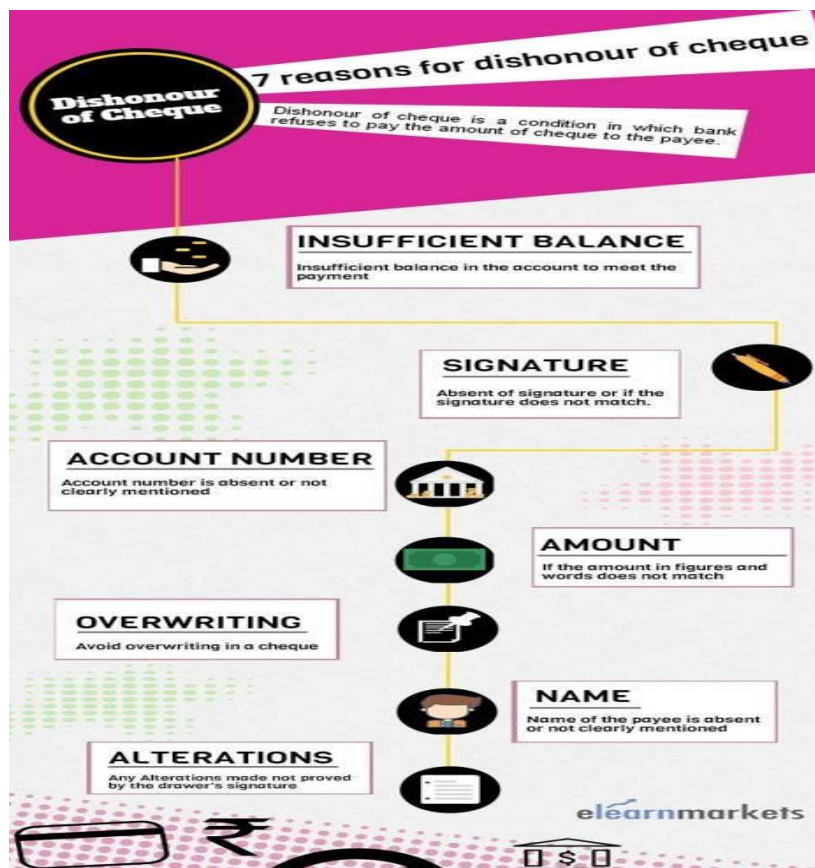 7 reasons for dishonour of cheque
Dishonour
of Cheque
Dishonour of cheque is a condition in which bank
refuses to pay the amount of cheque to the payee.
INSUFFICIENT BALANCE
Insufficient balance in the account to meet the
payment
SIGNATURE
Absent of signature or if the
signature does not match.
ACCOUNT NUMBER
Account number is absent or not
clearly mentioned
AMOUNT
If the amount in figures and
words does not match
OVERWRITING
Avoid overwriting in a cheque
NAME
Name of the payee is absent
or not clearly mentioned
ALTERATIONS
Any Alterations made not proved
by the drawer's signature
elearnmarkets
₹
$